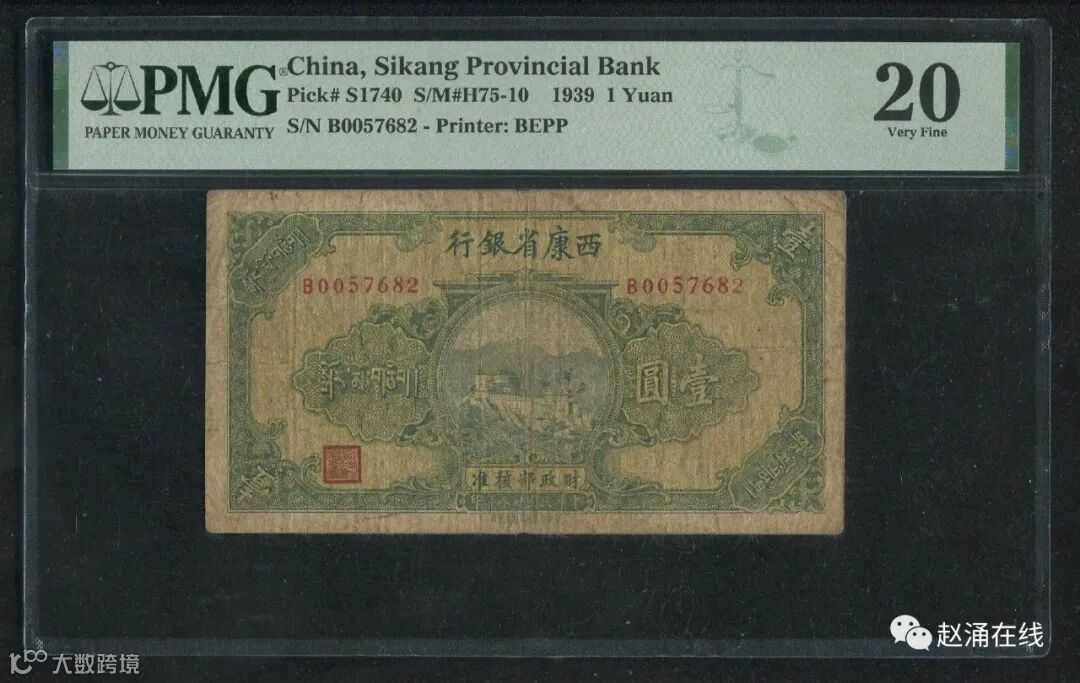 PMG®
PAPER MONEY GUARANTY
China, Sikang Provincial Bank
Pick# S1740 S/M#H75-10 1939 1 Yuan
S/N B0057682 - Printer: BEPP
20
Very Fine
行銀省康西
B0057682 B0057682
圓壹
准核部政財
赵涌在线
大数跨境